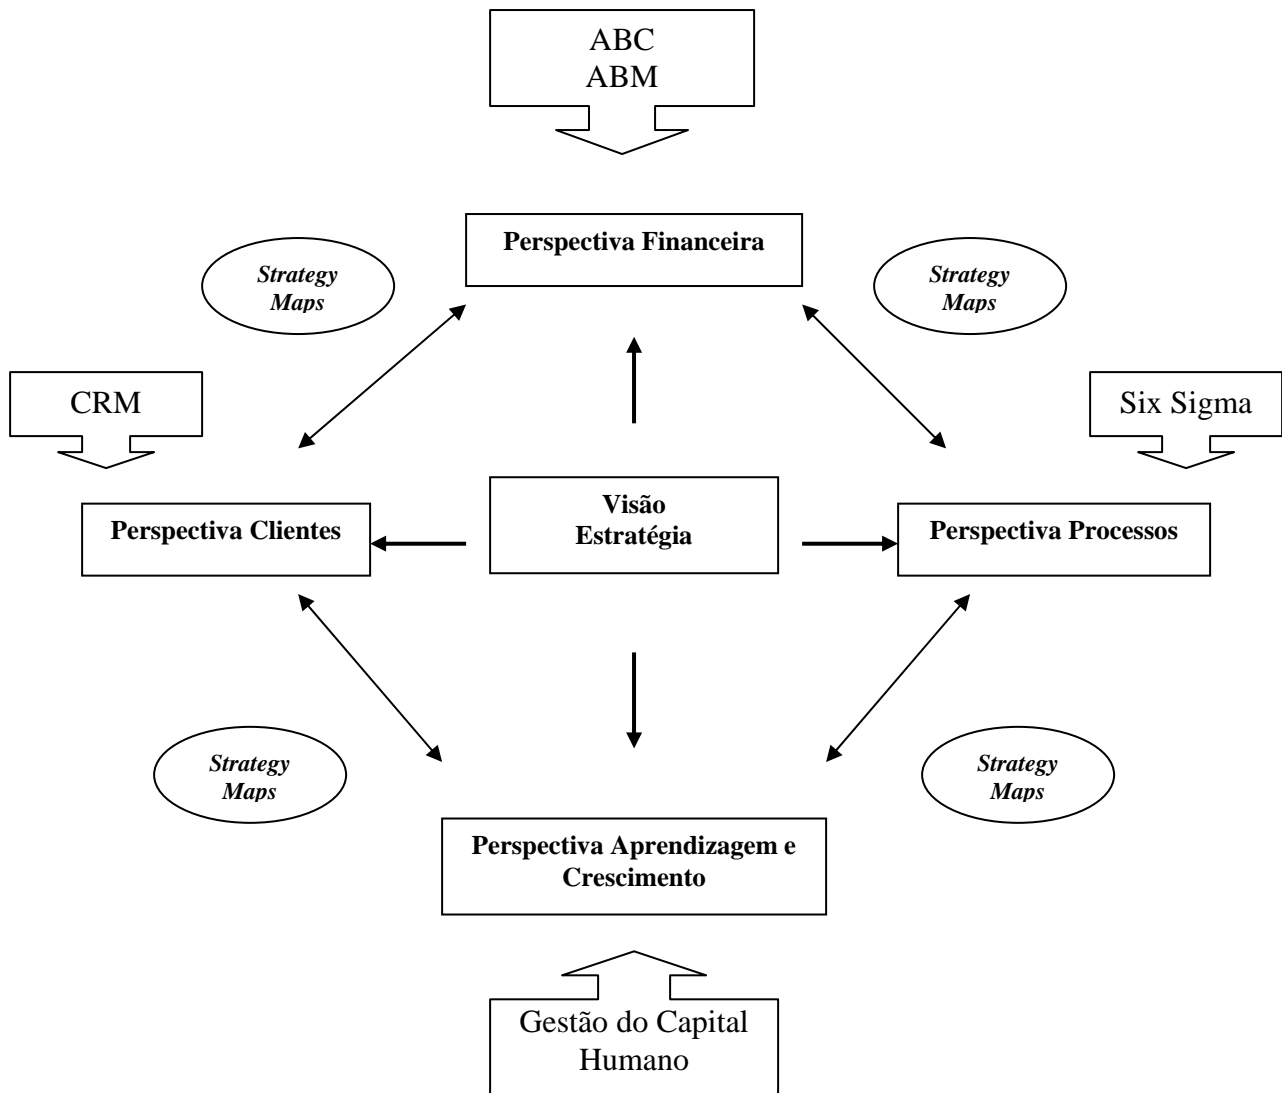 ABC
ABM
Perspectiva Financeira
Strategy
Maps
Strategy
Maps
CRM
Six Sigma
Visão
Estratégia
Perspectiva Clientes
Perspectiva Processos
Strategy
Maps
Strategy
Maps
Perspectiva Aprendizagem e
Crescimento
Gestão do Capital
Humano